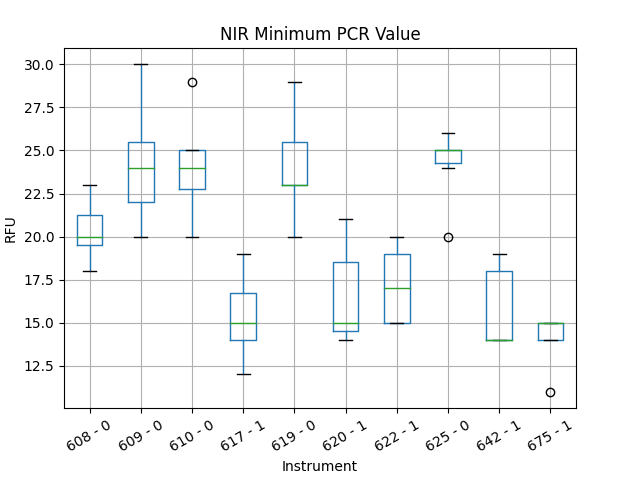 NIR Minimum PCR Value
30.0
27.5
25.0
22.5
20.0
17.5
15.0
12.5
RFU
608 - 0
609 - 0
610 - 0
617 - 1
619 - 0
620 - 1
622 - 1
625 - 0
642 - 1
675 - 1
Instrument